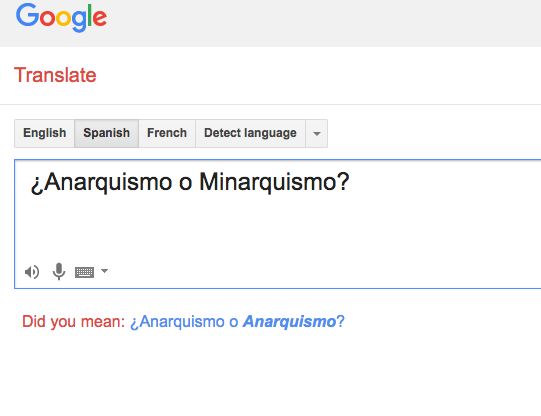 Google
Translate
English Spanish French Detect language
¿Anarquismo o Minarquismo?
Did you mean: ¿Anarquismo o Anarquismo?